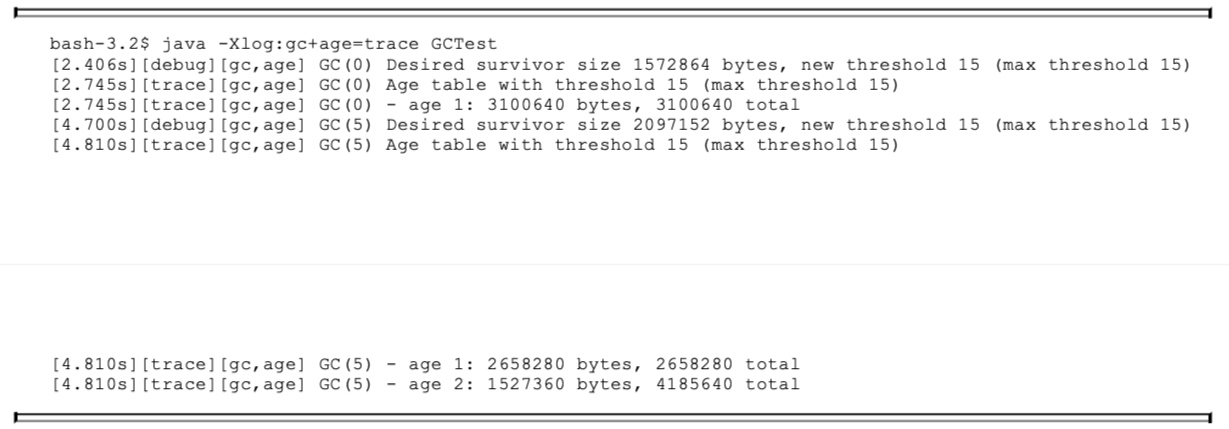 bash-3.2$ java -Xlog:gc+age=trace GCTest
[2.406s][debug][gc,age] GC(0) Desired survivor size 1572864 bytes, new threshold 15 (max threshold 15)
[2.745s][trace][gc,age] GC(0) Age table with threshold 15 (max threshold 15)
[2.745s][trace][gc,age] GC(0) - age 1: 3100640 bytes, 3100640 total
[4.700s][debug][gc,age] GC(5) Desired survivor size 2097152 bytes, new threshold 15 (max threshold 15)
[4.810s][trace][gc,age] GC(5) Age table with threshold 15 (max threshold 15)
[4.810s][trace][gc,age] GC(5) - age 1: 2658280 bytes, 2658280 total
[4.810s][trace][gc,age] GC(5) - age 2: 1527360 bytes, 4185640 total